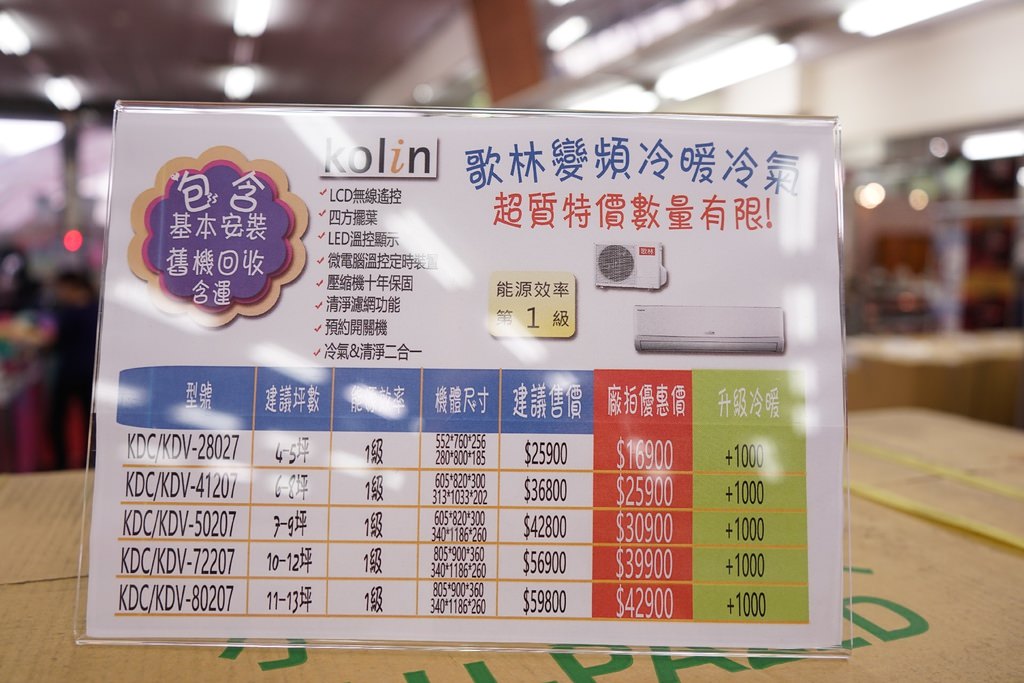 kolin
歌林變頻冷暖冷氣
超質特價數量有限!
包含
基本安裝
舊機回收
含運
LCD無線遙控
四方擺葉
LED溫控顯示
微電腦溫控定時裝置
壓縮機十年保固
清淨濾網功能
預約開關機
冷氣&清淨二合一
能源效率
第1級
歌林
型號 建議坪數 能源效率 機體尺寸 建議售價 廠拍優惠價 升級冷暖
KDC/KDV-28027 4-5坪 1級 552*760*256 280*800*185 $25900 $16900 +1000
KDC/KDV-41207 6-8坪 1級 605*820*300 313*1033*202 $36800 $25900 +1000
KDC/KDV-50207 7-9坪 1級 605*820*300 340*1186*260 $42800 $30900 +1000
KDC/KDV-72207 10-12坪 1級 805*900*360 340*1186*260 $56900 $39900 +1000
KDC/KDV-80207 11-13坪 1級 805*900*360 340*1186*260 $59800 $42900 +1000